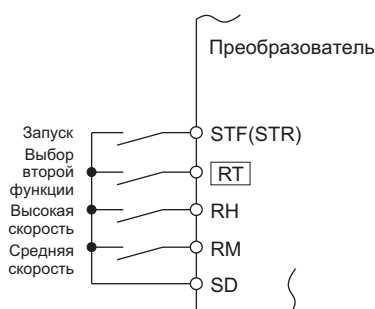 Преобразователь
Запуск
STF(STR)
Выбор
второй
функции
RT
Высокая
скорость
RH
Средняя
скорость
RM
SD